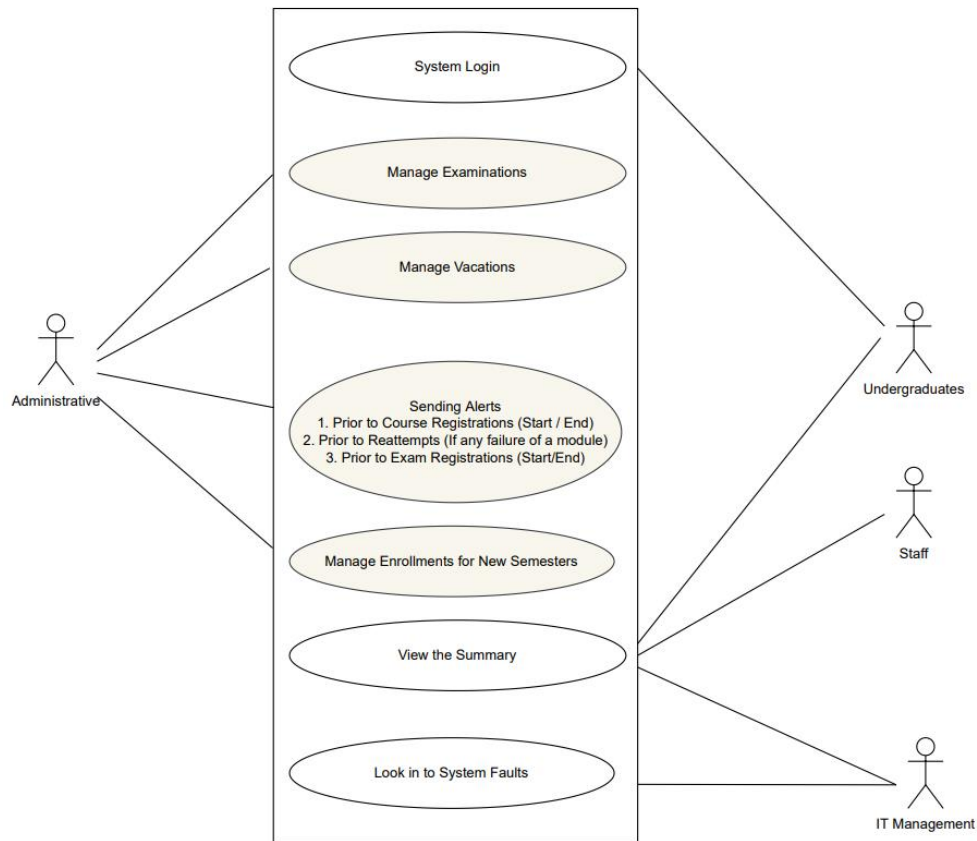 System Login
Manage Examinations
Manage Vacations
Administrative
Undergraduates
Sending Alerts
1. Prior to Course Registrations (Start / End)
2. Prior to Reattempts (If any failure of a module)
3. Prior to Exam Registrations (Start/End)
Staff
Manage Enrollments for New Semesters
View the Summary
Look in to System Faults
IT Management